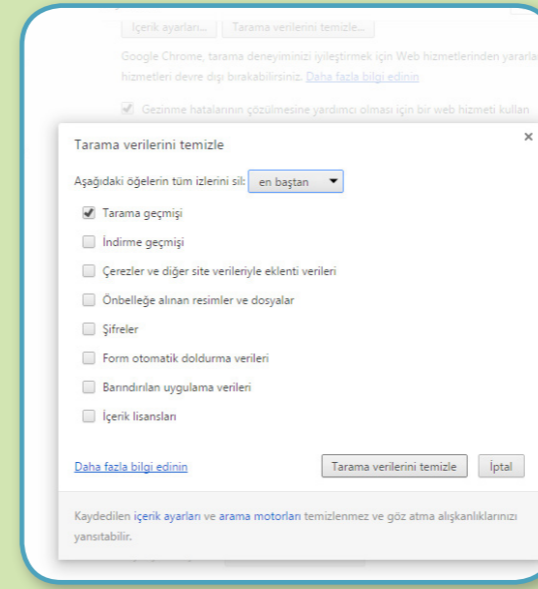 İçerik ayarları... Tarama verilerini temizle...
Google Chrome, tarama deneyiminizi iyileştirmek için Web hizmetlerinden
hizmetleri devre dışı bırakabilirsiniz. Daha fazla bilgi edinin
Gezinme hatalarının çözülmesine yardımcı olması için bir web hizmeti kullan
Tarama verilerini temizle
Aşağıdaki öğelerin tüm izlerini sil: en baştan
Tarama geçmişi
İndirme geçmişi
Çerezler ve diğer site verileriyle eklenti verileri
Önbelleğe alınan resimler ve dosyalar
Şifreler
Form otomatik doldurma verileri
Barındırılan uygulama verileri
İçerik lisansları
Daha fazla bilgi edinin Tarama verilerini temizle İptal
Kaydedilen içerik ayarları ve arama motorları temizlenmez ve göz atma alışkanlıklarınızı
yansıtabilir.